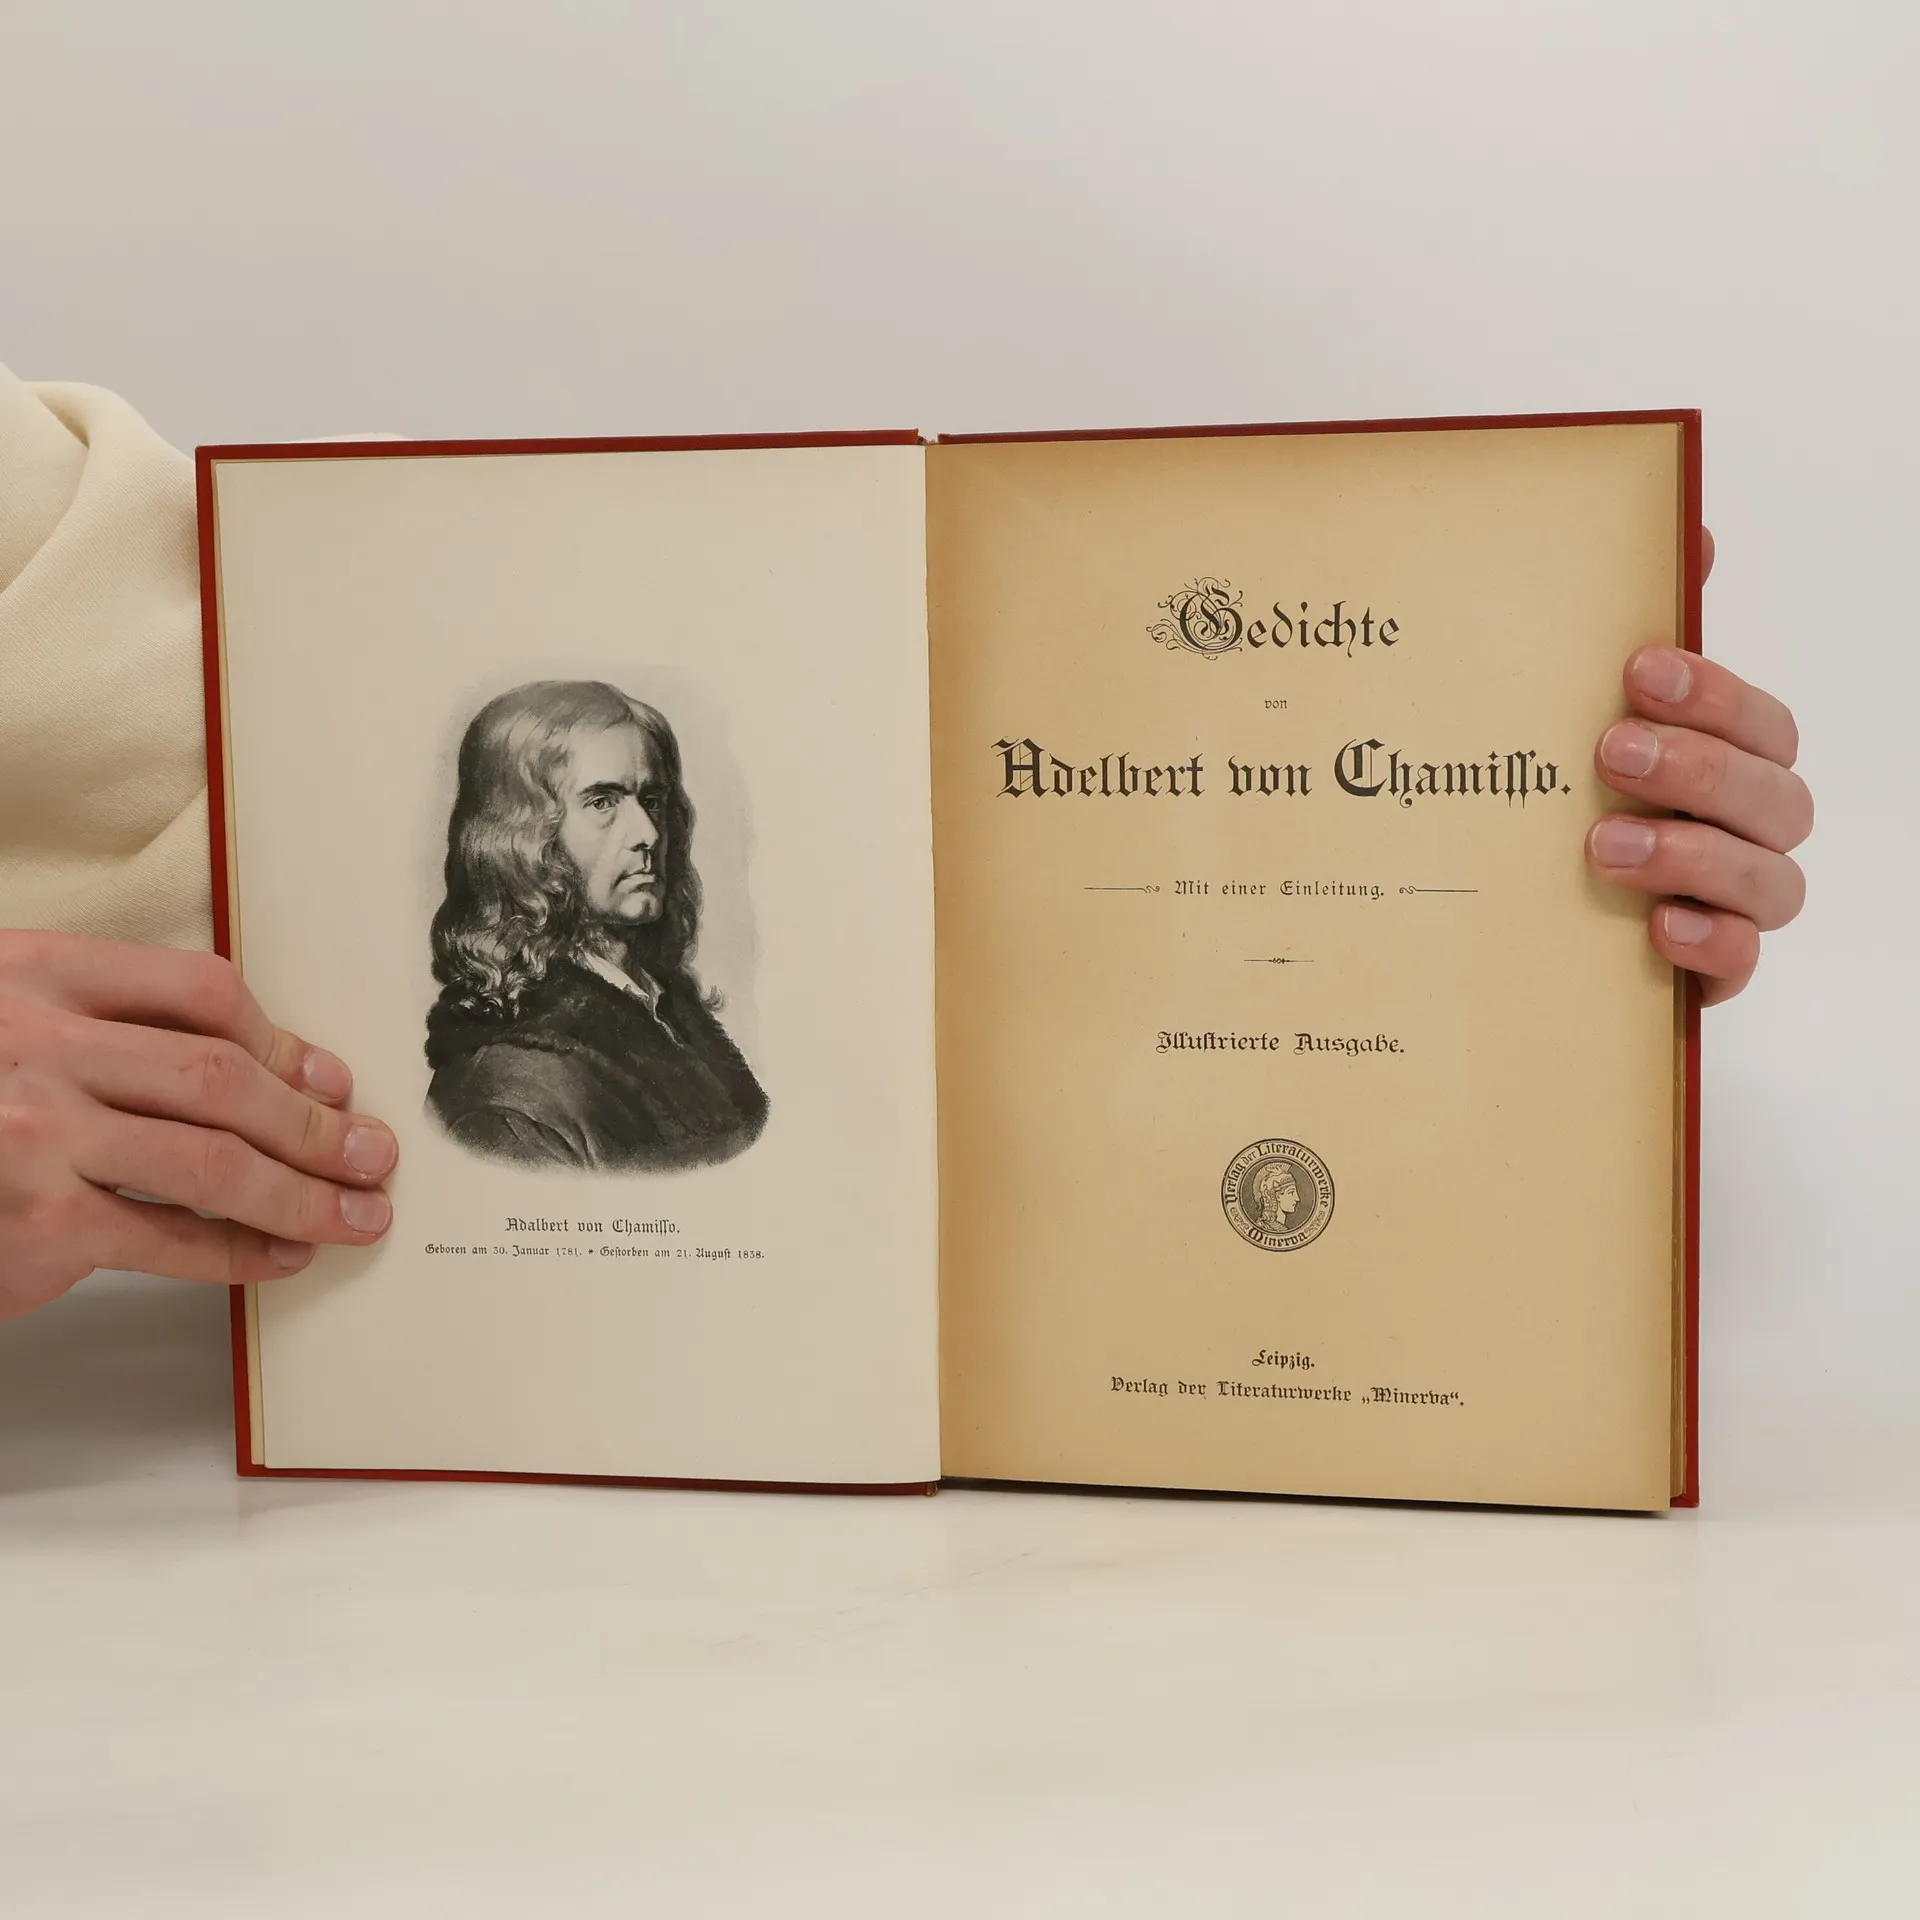 Adalbert von Chamisso.
Geboren am 30. Januar 1781. * Gestorben am 21. August 1838.
Gedichte
von
Adelbert von Chamisso.
Mit einer Einleitung.
Illustrierte Ausgabe.
Verlag der Literaturwerke
Minerva
Leipzig.
Verlag der Literaturwerke „Minerva“.